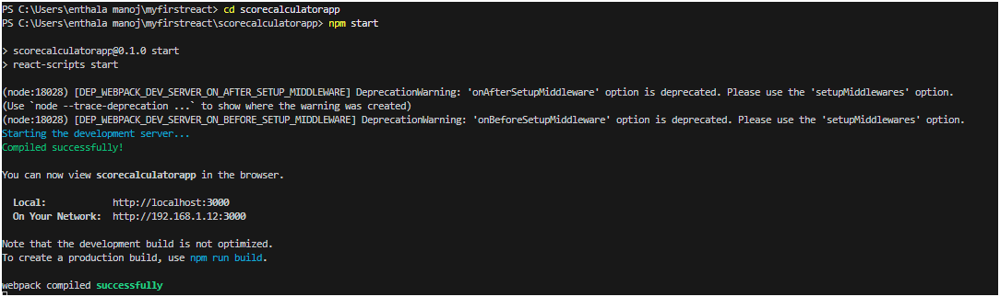 PS C:\Users\enthala manoj\myfirstreact> cd scorecalculatorapp
PS C:\Users\enthala manoj\myfirstreact\scorecalculatorapp> npm start
> scorecalculatorapp@0.1.0 start
> react-scripts start
(node:18028) [DEP_WEBPACK_DEV_SERVER_ON_AFTER_SETUP_MIDDLEWARE] DeprecationWarning: 'onAfterSetupMiddleware' option is deprecated. Please use the 'setupMiddlewares' option.
(Use `node --trace-deprecation ...` to show where the warning was created)
(node:18028) [DEP_WEBPACK_DEV_SERVER_ON_BEFORE_SETUP_MIDDLEWARE] DeprecationWarning: 'onBeforeSetupMiddleware' option is deprecated. Please use the 'setupMiddlewares' option.
Starting the development server...
Compiled successfully!
You can now view scorecalculatorapp in the browser.
Local: http://localhost:3000
On Your Network: http://192.168.1.12:3000
Note that the development build is not optimized.
To create a production build, use npm run build.
webpack compiled successfully